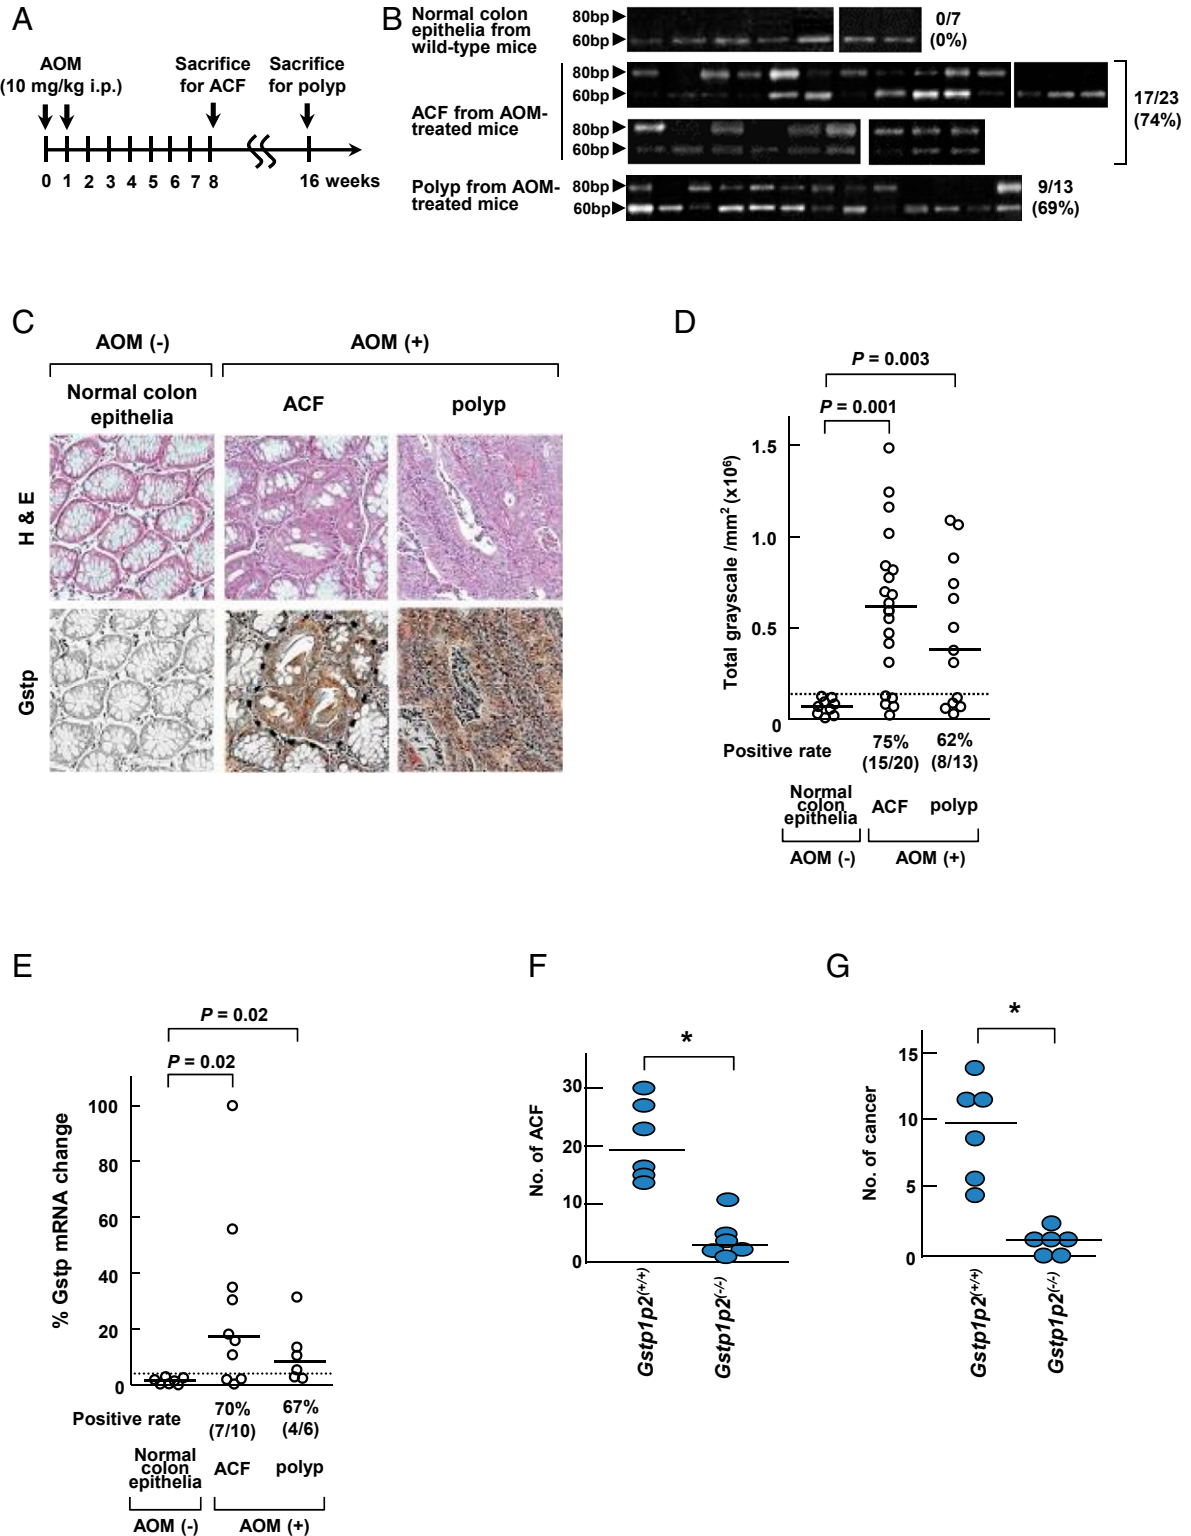 A
AOM
(10 mg/kg i.p.)
Sacrifice
for ACF
Sacrifice
for polyp
0 1 2 3 4 5 6 7 8 16 weeks
B
Normal colon
epithelia from
wild-type mice
80bp
60bp
0/7
(0%)
ACF from AOM-
treated mice
80bp
60bp
80bp
60bp
17/23
(74%)
Polyp from AOM-
treated mice
80bp
60bp
9/13
(69%)
C
AOM (-)
AOM (+)
Normal colon
epithelia
ACF
polyp
H & E
Gstp
D
P = 0.003
P = 0.001
Total grayscale /mm² (x10⁶)
1.5
1.0
0.5
0
Positive rate
75%
(15/20)
62%
(8/13)
Normal
colon
epithelia
ACF
polyp
AOM (-)
AOM (+)
E
P = 0.02
P = 0.02
% Gstp mRNA change
100
80
60
40
20
0
Positive rate
70%
(7/10)
67%
(4/6)
Normal
colon
epithelia
ACF
polyp
AOM (-)
AOM (+)
F
*
No. of ACF
30
20
10
0
Gstp1p2(+/+)
Gstp1p2(-/-)
G
*
No. of cancer
15
10
5
0
Gstp1p2(+/+)
Gstp1p2(-/-)